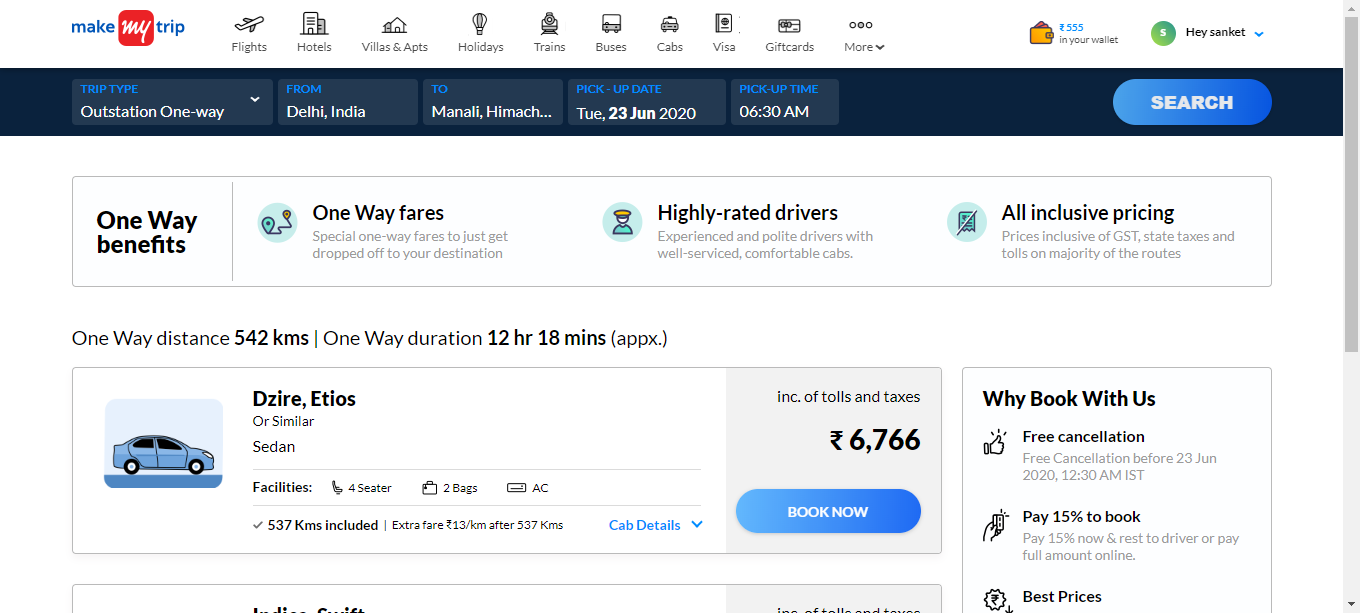 make my trip
Flights
Hotels
Villas & Apts
Holidays
Trains
Buses
Cabs
Visa
Giftcards
More
₹ 555
in your wallet
S
Hey sanket
TRIP TYPE
Outstation One-way
FROM
Delhi, India
TO
Manali, Himach...
PICK - UP DATE
Tue, 23 Jun 2020
PICK-UP TIME
06:30 AM
SEARCH
One Way
benefits
One Way fares
Special one-way fares to just get
dropped off to your destination
Highly-rated drivers
Experienced and polite drivers with
well-serviced, comfortable cabs.
All inclusive pricing
Prices inclusive of GST, state taxes and
tolls on majority of the routes
One Way distance 542 kms | One Way duration 12 hr 18 mins (appx.)
Dzire, Etios
Or Similar
Sedan
Facilities: 4 Seater 2 Bags AC
537 Kms included | Extra fare ₹13/km after 537 Kms
Cab Details
inc. of tolls and taxes
₹ 6,766
BOOK NOW
Why Book With Us
Free cancellation
Free Cancellation before 23 Jun
2020, 12:30 AM IST
Pay 15% to book
Pay 15% now & rest to driver or pay
full amount online.
Best Prices
Indica, Swift
inc. of tolls and taxes